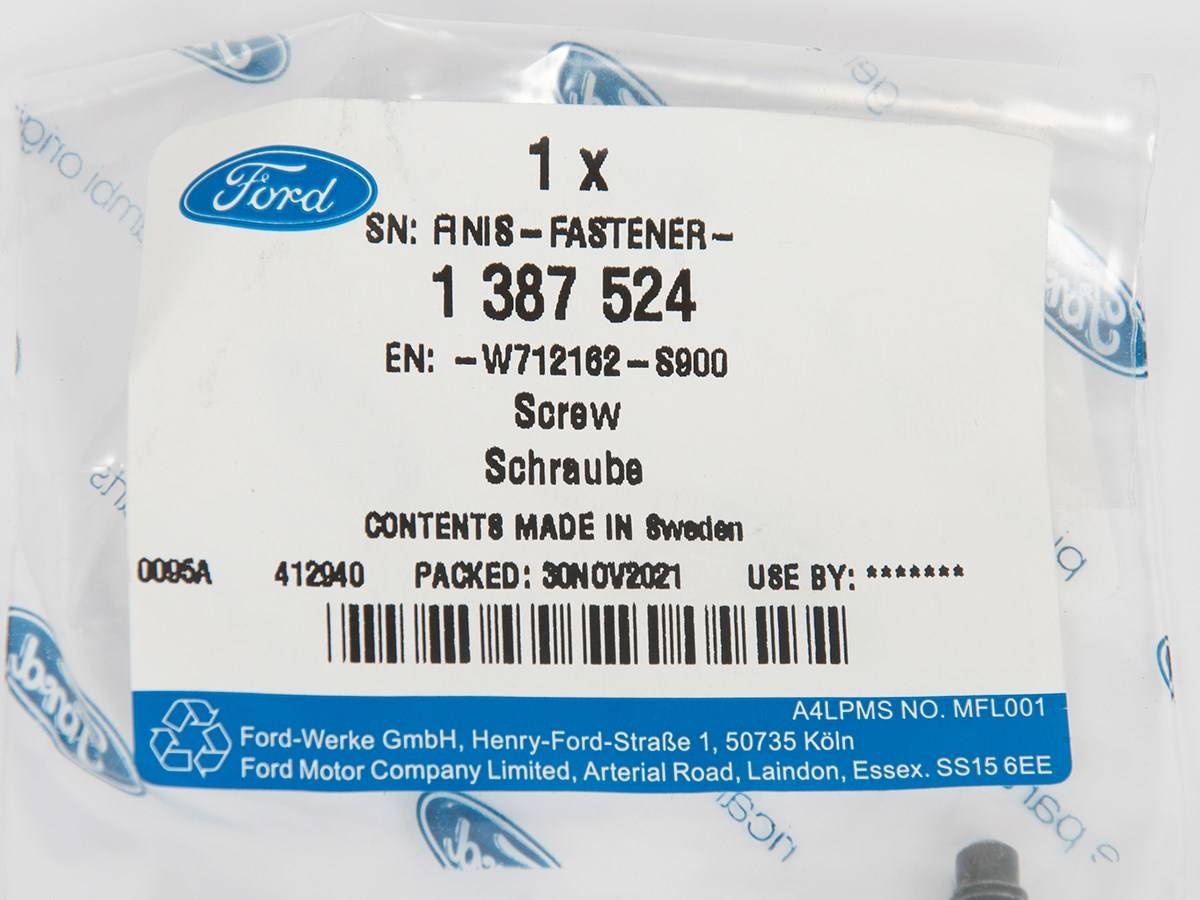 Ford
1 x
SN: FINIS-FASTENER-
1 387 524
EN: -W712162-S900
Screw
Schraube
CONTENTS MADE IN Sweden
0095A 412940 PACKED: 30NOV2021 USE BY: *******
A4LPMS NO. MFL001
Ford-Werke GmbH, Henry-Ford-Straße 1, 50735 Köln
Ford Motor Company Limited, Arterial Road, Laindon, Essex. SS15 6EE